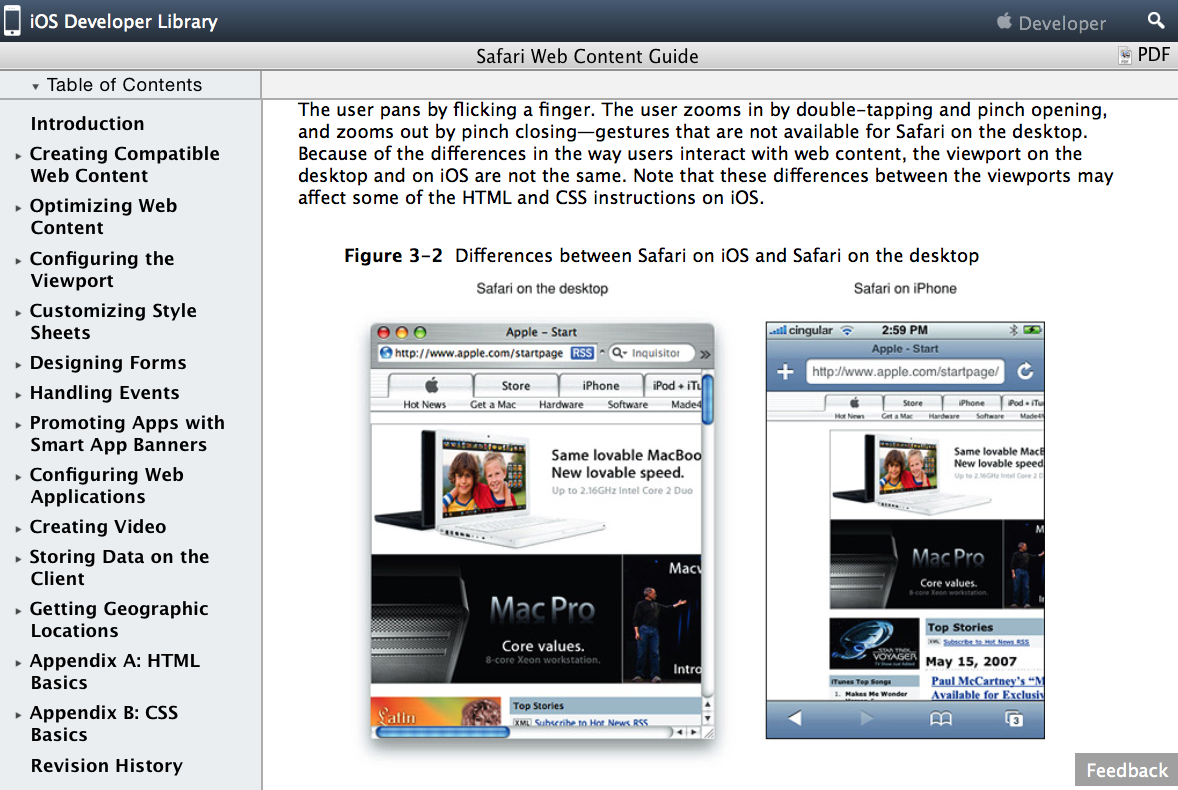 iOS Developer Library
Developer
Safari Web Content Guide
PDF
Table of Contents
Introduction
Creating Compatible
Web Content
Optimizing Web
Content
Configuring the
Viewport
Customizing Style
Sheets
Designing Forms
Handling Events
Promoting Apps with
Smart App Banners
Configuring Web
Applications
Creating Video
Storing Data on the
Client
Getting Geographic
Locations
Appendix A: HTML
Basics
Appendix B: CSS
Basics
Revision History
The user pans by flicking a finger. The user zooms in by double-tapping and pinch opening,
and zooms out by pinch closing—gestures that are not available for Safari on the desktop.
Because of the differences in the way users interact with web content, the viewport on the
desktop and on iOS are not the same. Note that these differences between the viewports may
affect some of the HTML and CSS instructions on iOS.
Figure 3-2 Differences between Safari on iOS and Safari on the desktop
Safari on the desktop
Apple - Start
http://www.apple.com/startpage RSS Inquisitor
Store iPhone iPod + iTu
Hot News Get a Mac Hardware Software Made4
Same lovable MacBoo
New lovable speed.
Up to 2.16GHz Intel Core 2 Duo
Mac Pro
Core values.
8-core Xeon workstation.
Macw
Intro
Latin
Top Stories
XML Subscribe to Hot News RSS
Safari on iPhone
cingular 2:59 PM
Apple - Start
http://www.apple.com/startpage/
Store iPhone iPod + iTu
Hot News Get a Mac Hardware Software Made4
Same lovable MacB
New lovable speed
Up to 2.16GHz Intel Core 2 D
Mac Pro
Core values.
8-core Xeon workstation.
M
STAR TREK
VOYAGER
Top Stories
XML Subscribe to Hot News RSS
May 15, 2007
iTunes Top Songs
1. Makes Me Wonder
Paul McCartney's "M
Available for Exclusiv
3
Feedback